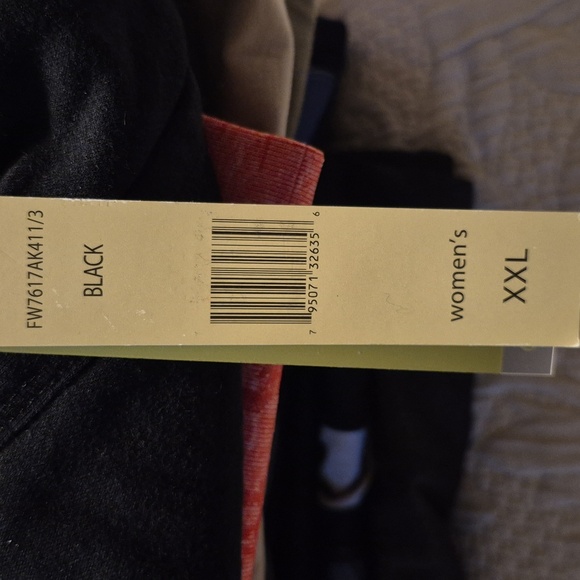 FW7617AK411/3
BLACK
7 95071 32635 6
women's
XXL